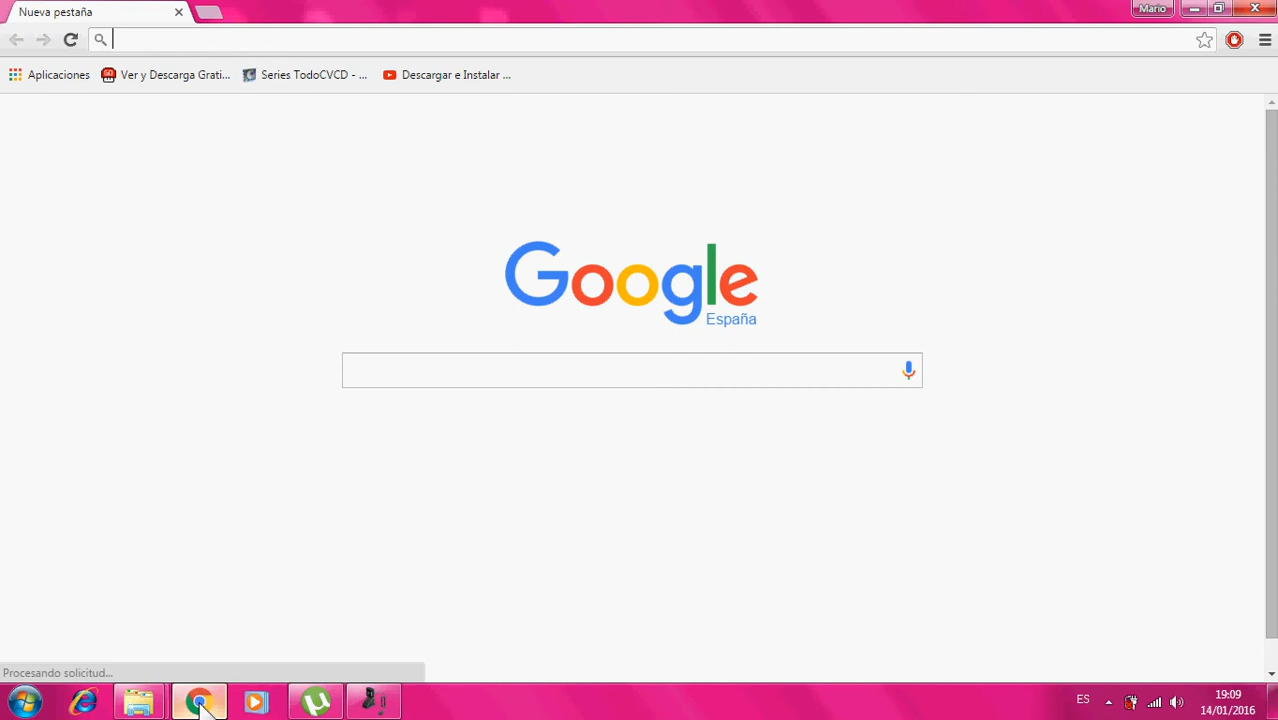 Nueva pestaña
Mario
Aplicaciones
Ver y Descarga Grati...
Series TodoCVCD - ...
Descargar e Instalar ...
Google
España
Procesando solicitud...
ES
19:09
14/01/2016